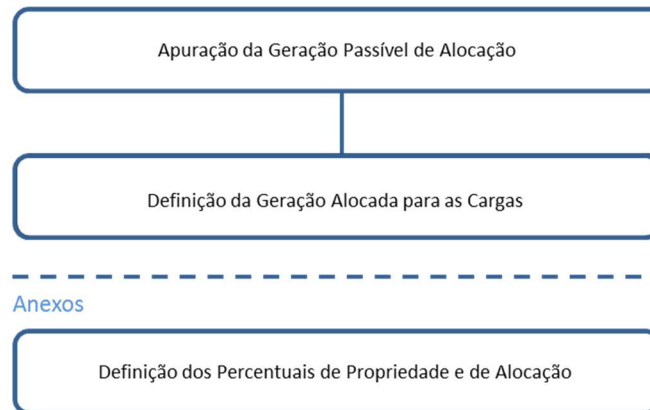 Apuração da Geração Passível de Alocação
Definição da Geração Alocada para as Cargas
Anexos
Definição dos Percentuais de Propriedade e de Alocação